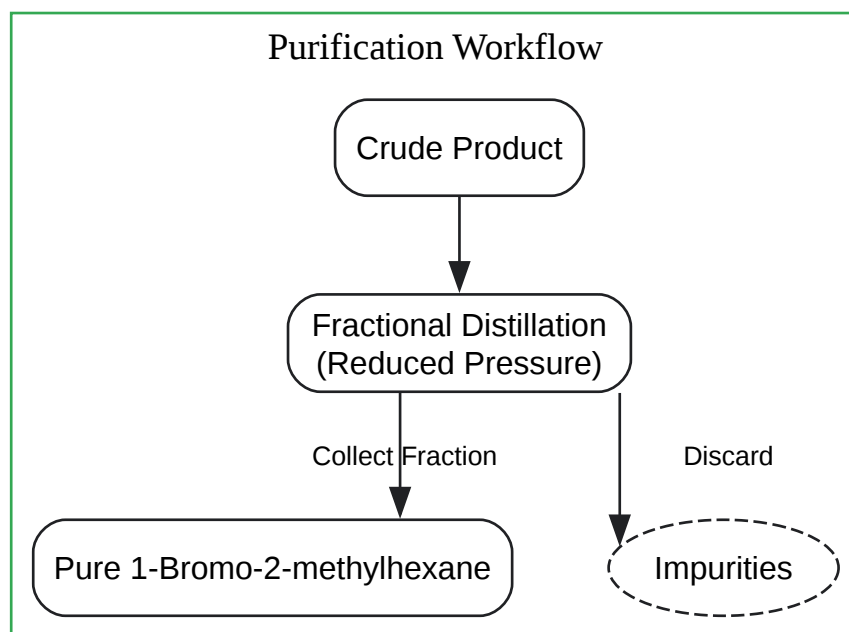 Purification Workflow
Crude Product
Fractional Distillation
(Reduced Pressure)
Collect Fraction
Discard
Pure 1-Bromo-2-methylhexane
Impurities